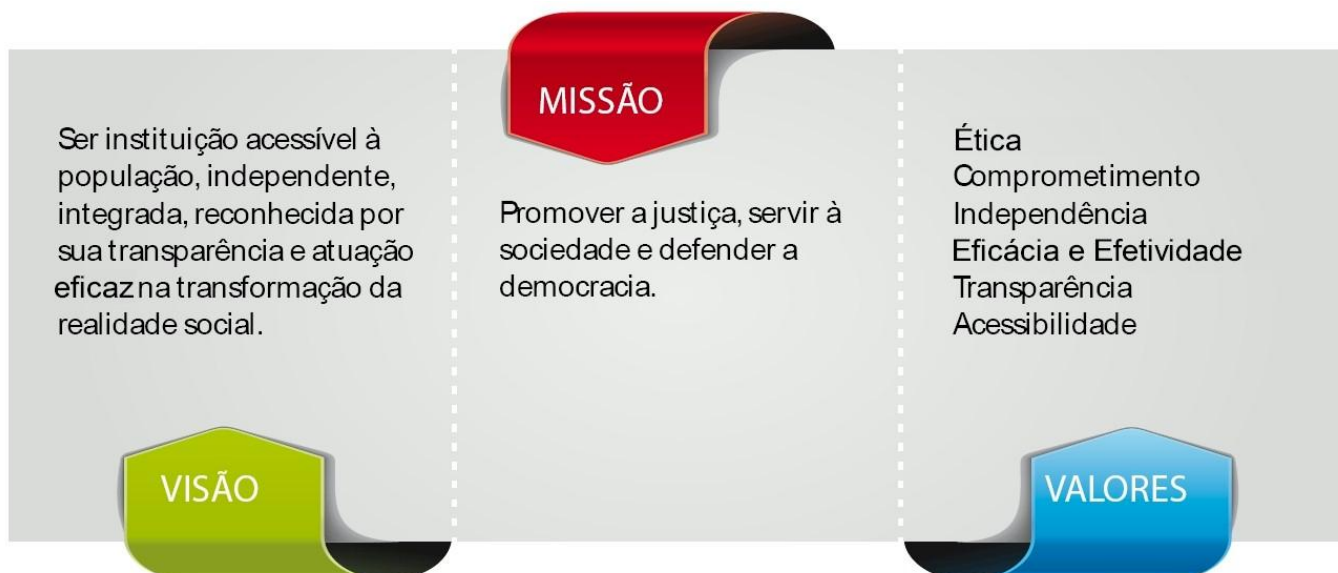 Ser instituição acessível à
população, independente,
integrada, reconhecida por
sua transparência e atuação
eficaz na transformação da
realidade social.
VISÃO
MISSÃO
Promover a justiça, servir à
sociedade e defender a
democracia.
Ética
Comprometimento
Independência
Eficácia e Efetividade
Transparência
Acessibilidade
VALORES